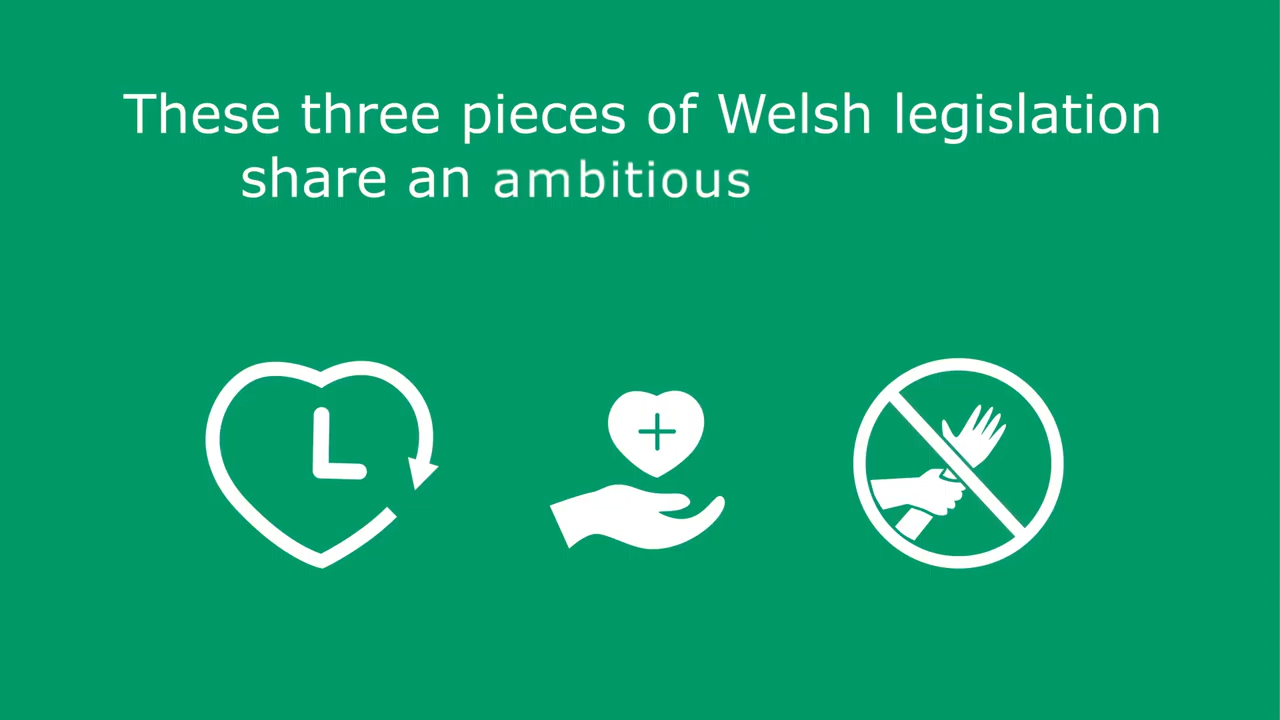 These three pieces of Welsh legislation
share an ambitious